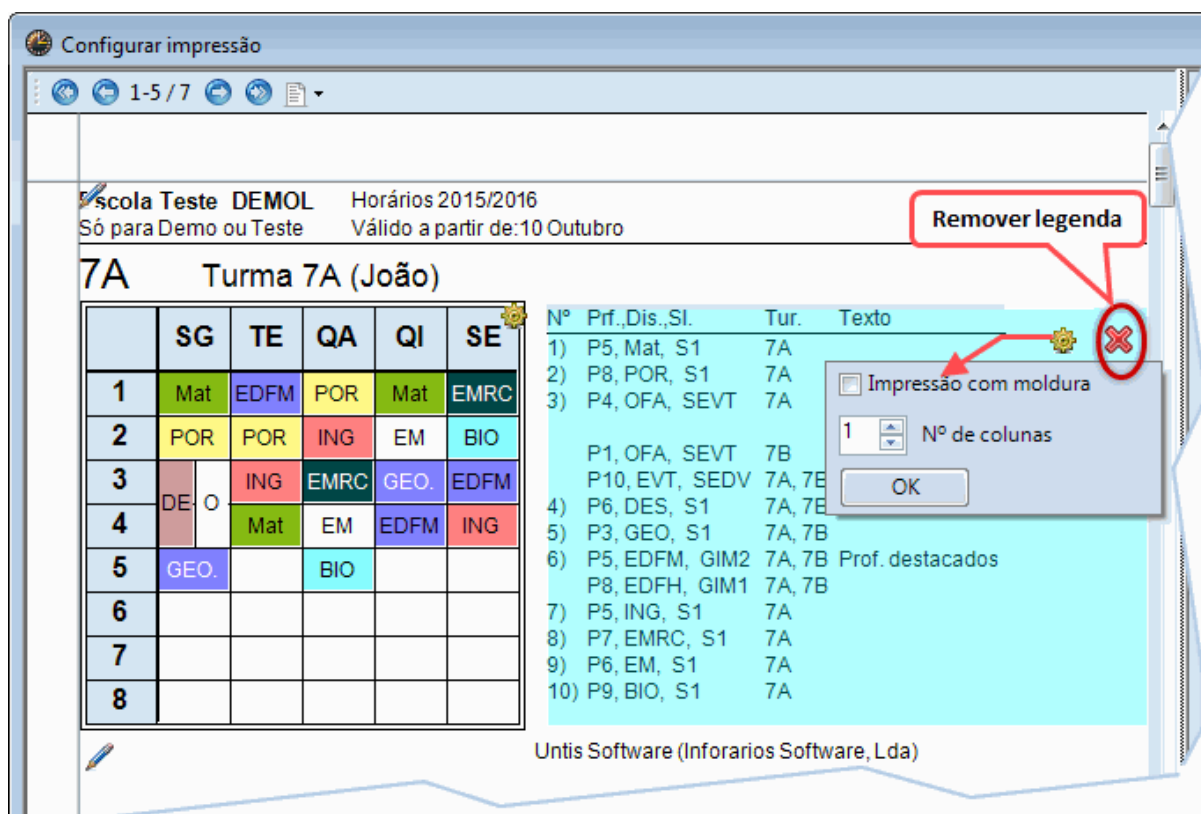 Configurar impressão
1-5 / 7
Escola Teste DEMOL Horários 2015/2016
Só para Demo ou Teste Válido a partir de:10 Outubro
Remover legenda
7A Turma 7A (João)
SG TE QA QI SE
1 Mat EDFM POR Mat EMRC
2 POR POR ING EM BIO
3 DE- O ING EMRC GEO. EDFM
4 Mat EM EDFM ING
5 GEO. BIO
6
7
8
Nº Prf.,Dis.,Sl. Tur. Texto
1) P5, Mat, S1 7A
2) P8, POR, S1 7A
3) P4, OFA, SEVT 7A
P1, OFA, SEVT 7B
P10, EVT, SEDV 7A, 7B
4) P6, DES, S1 7A, 7B
5) P3, GEO, S1 7A, 7B
6) P5, EDFM, GIM2 7A, 7B Prof. destacados
P8, EDFH, GIM1 7A, 7B
7) P5, ING, S1 7A
8) P7, EMRC, S1 7A
9) P6, EM, S1 7A
10) P9, BIO, S1 7A
Impressão com moldura
1 Nº de colunas
OK
Untis Software (Inforarios Software, Lda)